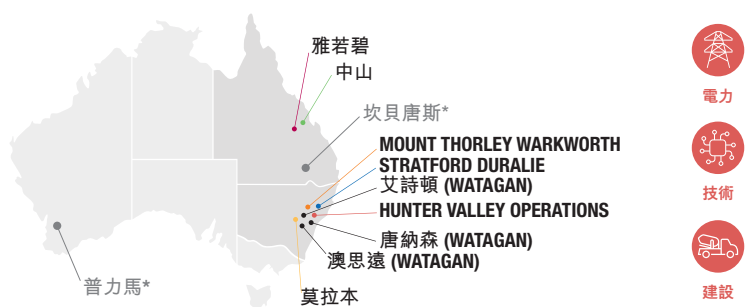 雅若碧
中山
坎貝唐斯*
MOUNT THORLEY WARKWORTH
STRATFORD DURALIE
艾詩頓 (WATAGAN)
HUNTER VALLEY OPERATIONS
唐納森 (WATAGAN)
澳思遠 (WATAGAN)
莫拉本
普力馬*
電力
技術
建設